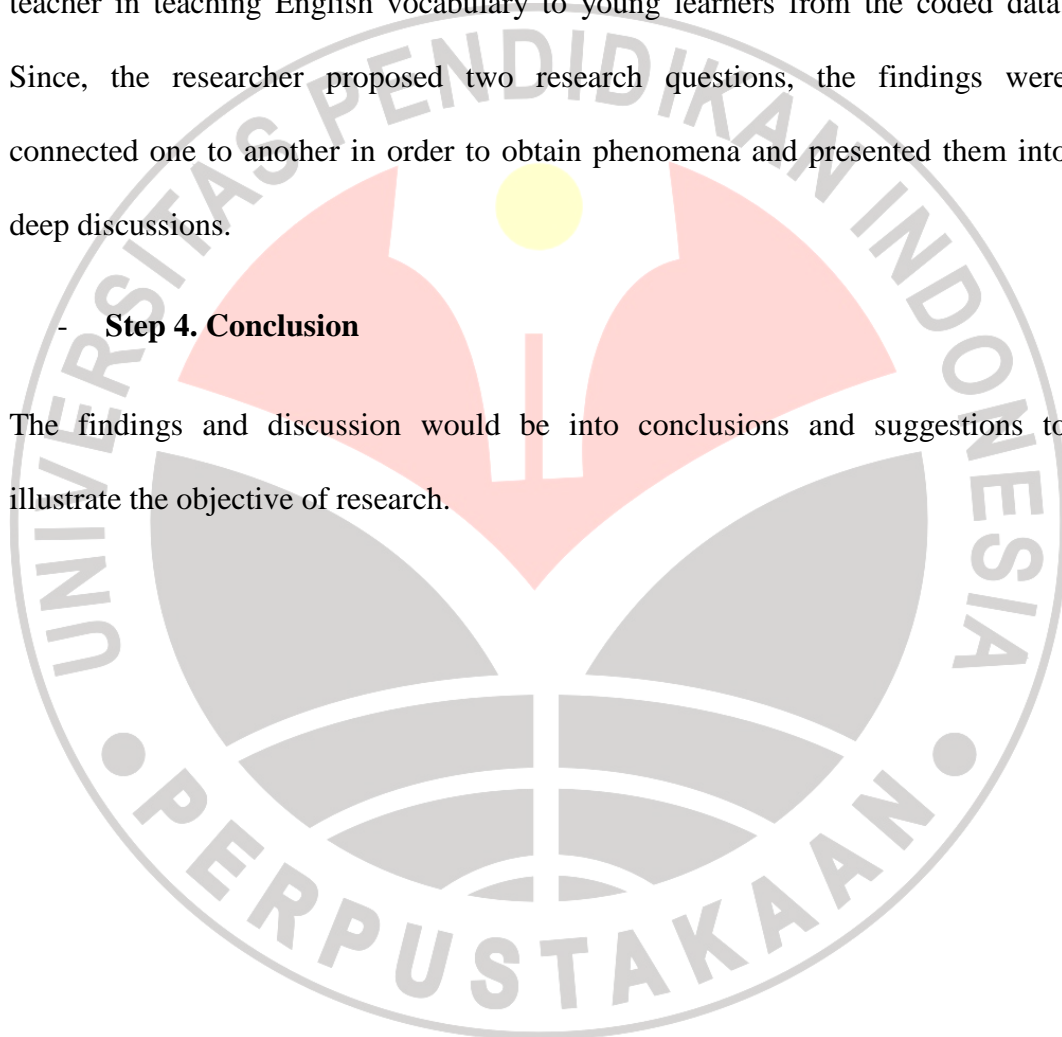 teacher in teaching English vocabulary to young learners from the coded data.
Since, the researcher proposed two research questions, the findings were
connected one to another in order to obtain phenomena and presented them into
deep discussions.
- Step 4. Conclusion
The findings and discussion would be into conclusions and suggestions to
illustrate the objective of research.
UNIVERSITAS PENDIDIKAN INDONESIA
PERPUSTAKAAN